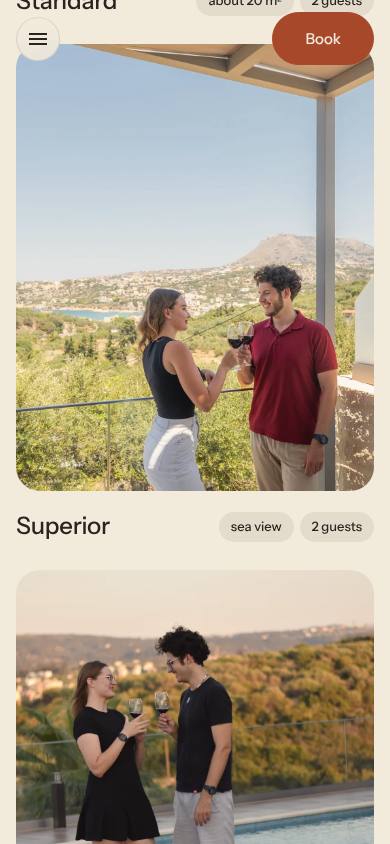 Standard
about 20 m²
2 guests
Book
Superior
sea view
2 guests